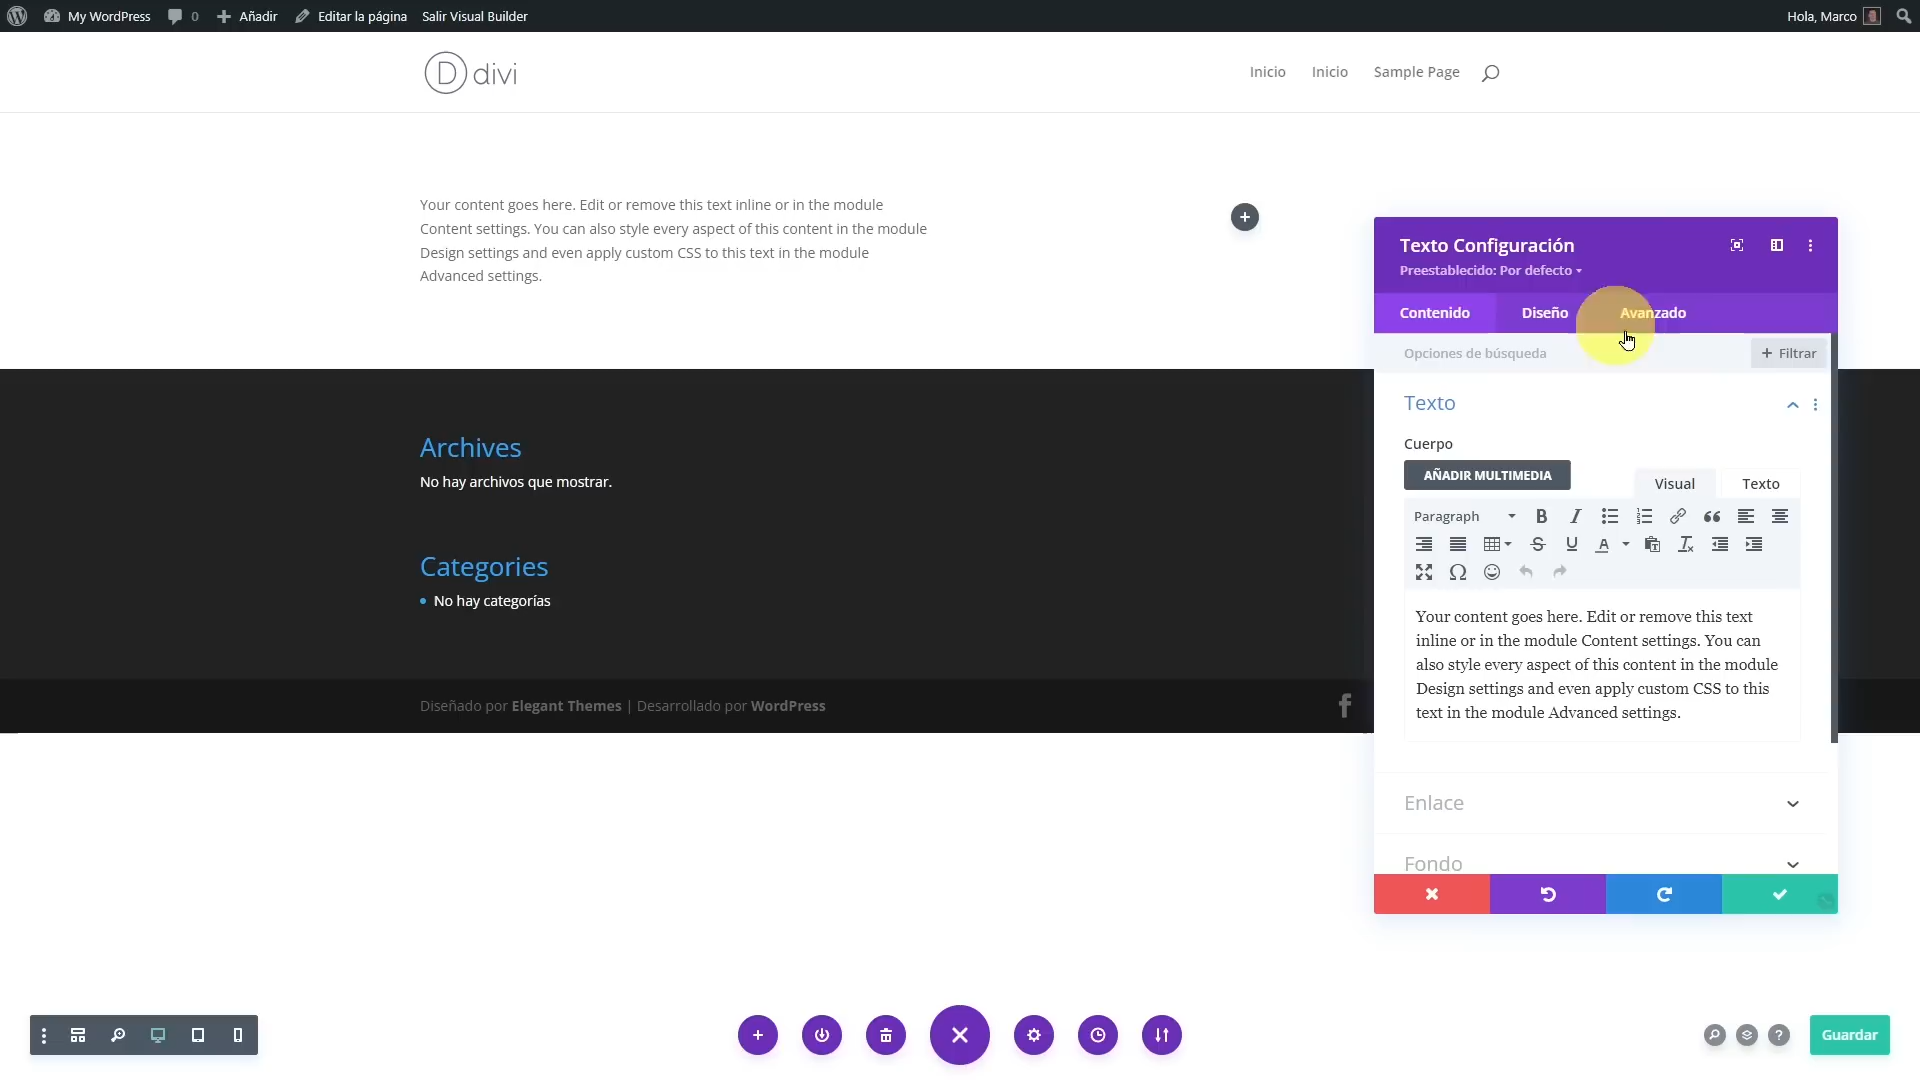 My WordPress 0 Añadir Editar la página Salir Visual Builder Hola, Marco
D divi Inicio Inicio Sample Page
Your content goes here. Edit or remove this text inline or in the module
Content settings. You can also style every aspect of this content in the module
Design settings and even apply custom CSS to this text in the module
Advanced settings.
Archives
No hay archivos que mostrar.
Categories
No hay categorías
Diseñado por Elegant Themes | Desarrollado por WordPress
Texto Configuración
Preestablecido: Por defecto
Contenido Diseño Avanzado
Opciones de búsqueda + Filtrar
Texto
Cuerpo
AÑADIR MULTIMEDIA Visual Texto
Paragraph
Your content goes here. Edit or remove this text
inline or in the module Content settings. You can
also style every aspect of this content in the module
Design settings and even apply custom CSS to this
text in the module Advanced settings.
Enlace
Fondo
Guardar